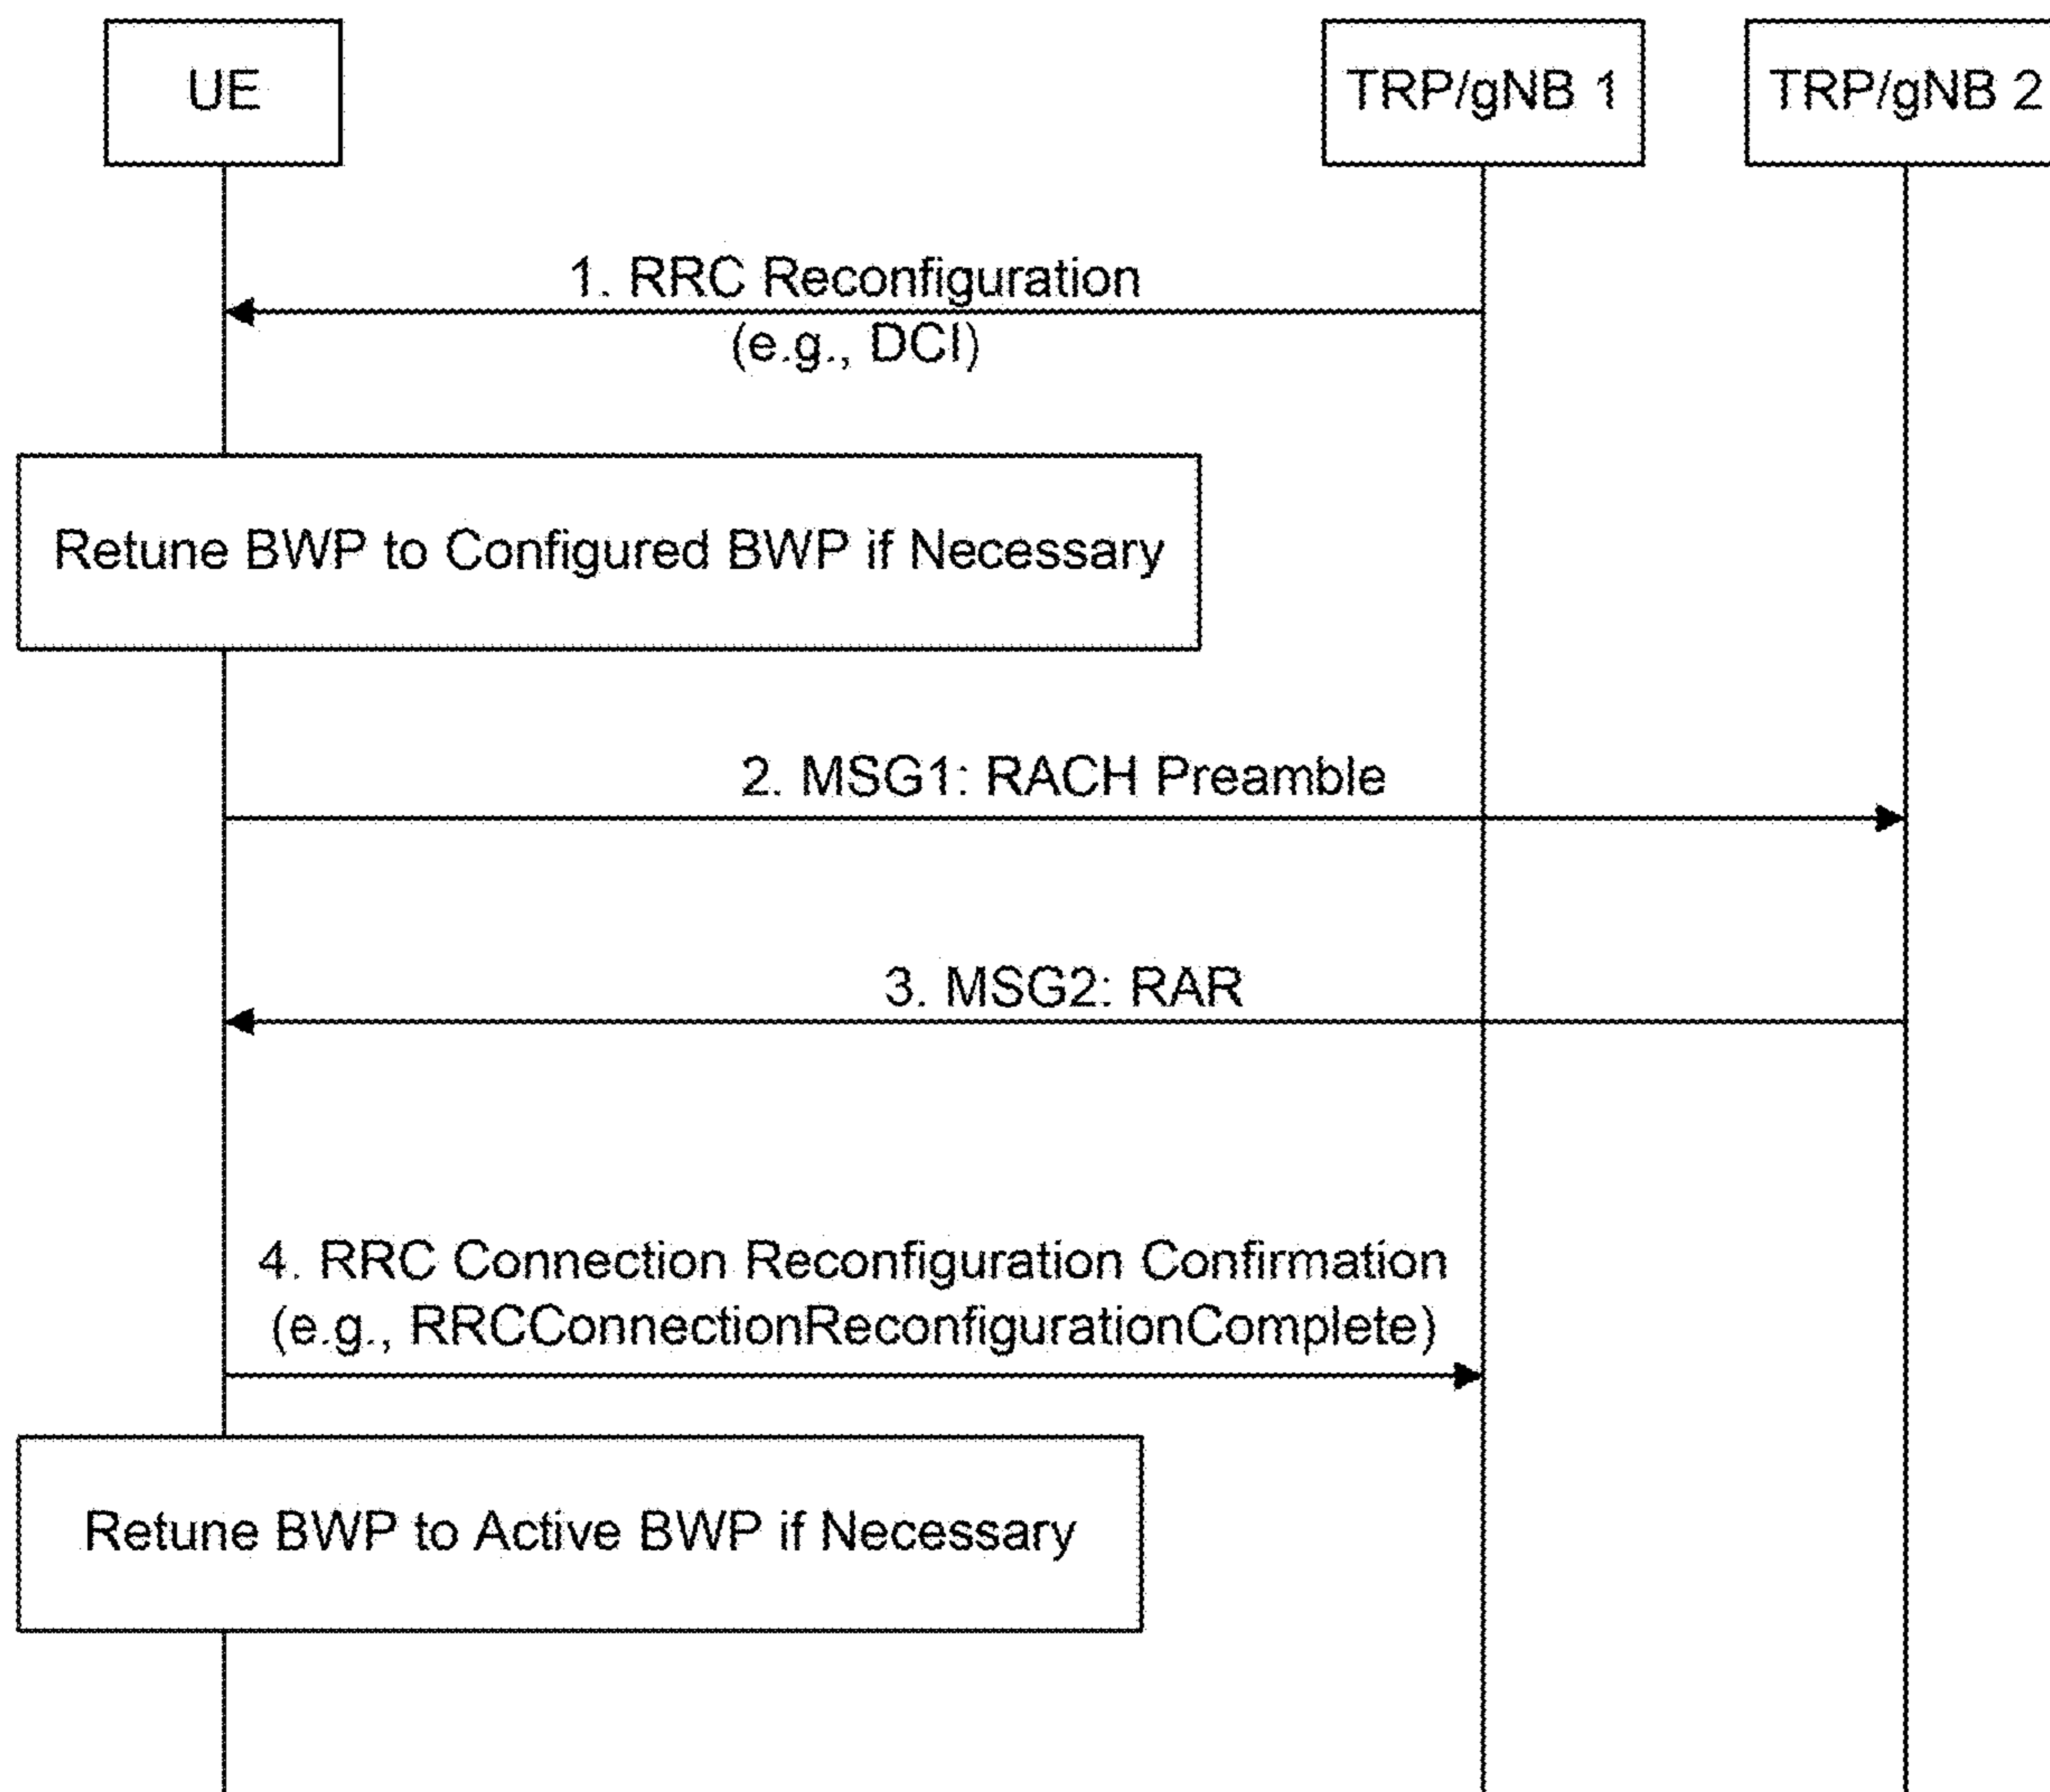 UE
TRP/gNB 1
TRP/gNB 2
1. RRC Reconfiguration
(e.g., DCI)
Retune BWP to Configured BWP if Necessary
2. MSG1: RACH Preamble
3. MSG2: RAR
4. RRC Connection Reconfiguration Confirmation
(e.g., RRCConnectionReconfigurationComplete)
Retune BWP to Active BWP if Necessary